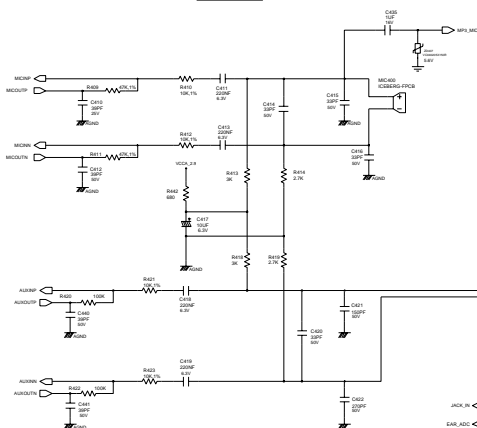 C435
1UF
16V
MP3_MIC
5.6V
MICINP
MICOUTP
R409
47K,1%
R410
10K,1%
C411
220NF
6.3V
C410
39PF
25V
AGND
C414
33PF
50V
C415
33PF
50V
AGND
MIC400
ICEBERG-FPCB
MICINN
MICOUTN
R411
47K,1%
R412
10K,1%
C413
220NF
6.3V
C412
39PF
50V
AGND
VCCA_2.8
R413
3K
R414
2.7K
C416
33PF
50V
AGND
R442
680
C417
10UF
6.3V
AGND
R418
3K
R419
2.7K
AUXINP
AUXOUTP
R420
100K
R421
10K,1%
C418
220NF
6.3V
C440
39PF
50V
AGND
C420
33PF
50V
C421
150PF
50V
AUXINN
AUXOUTN
R422
100K
R423
10K,1%
C419
220NF
6.3V
C441
39PF
50V
AGND
C422
270PF
50V
JACK_IN
EAR_ADC